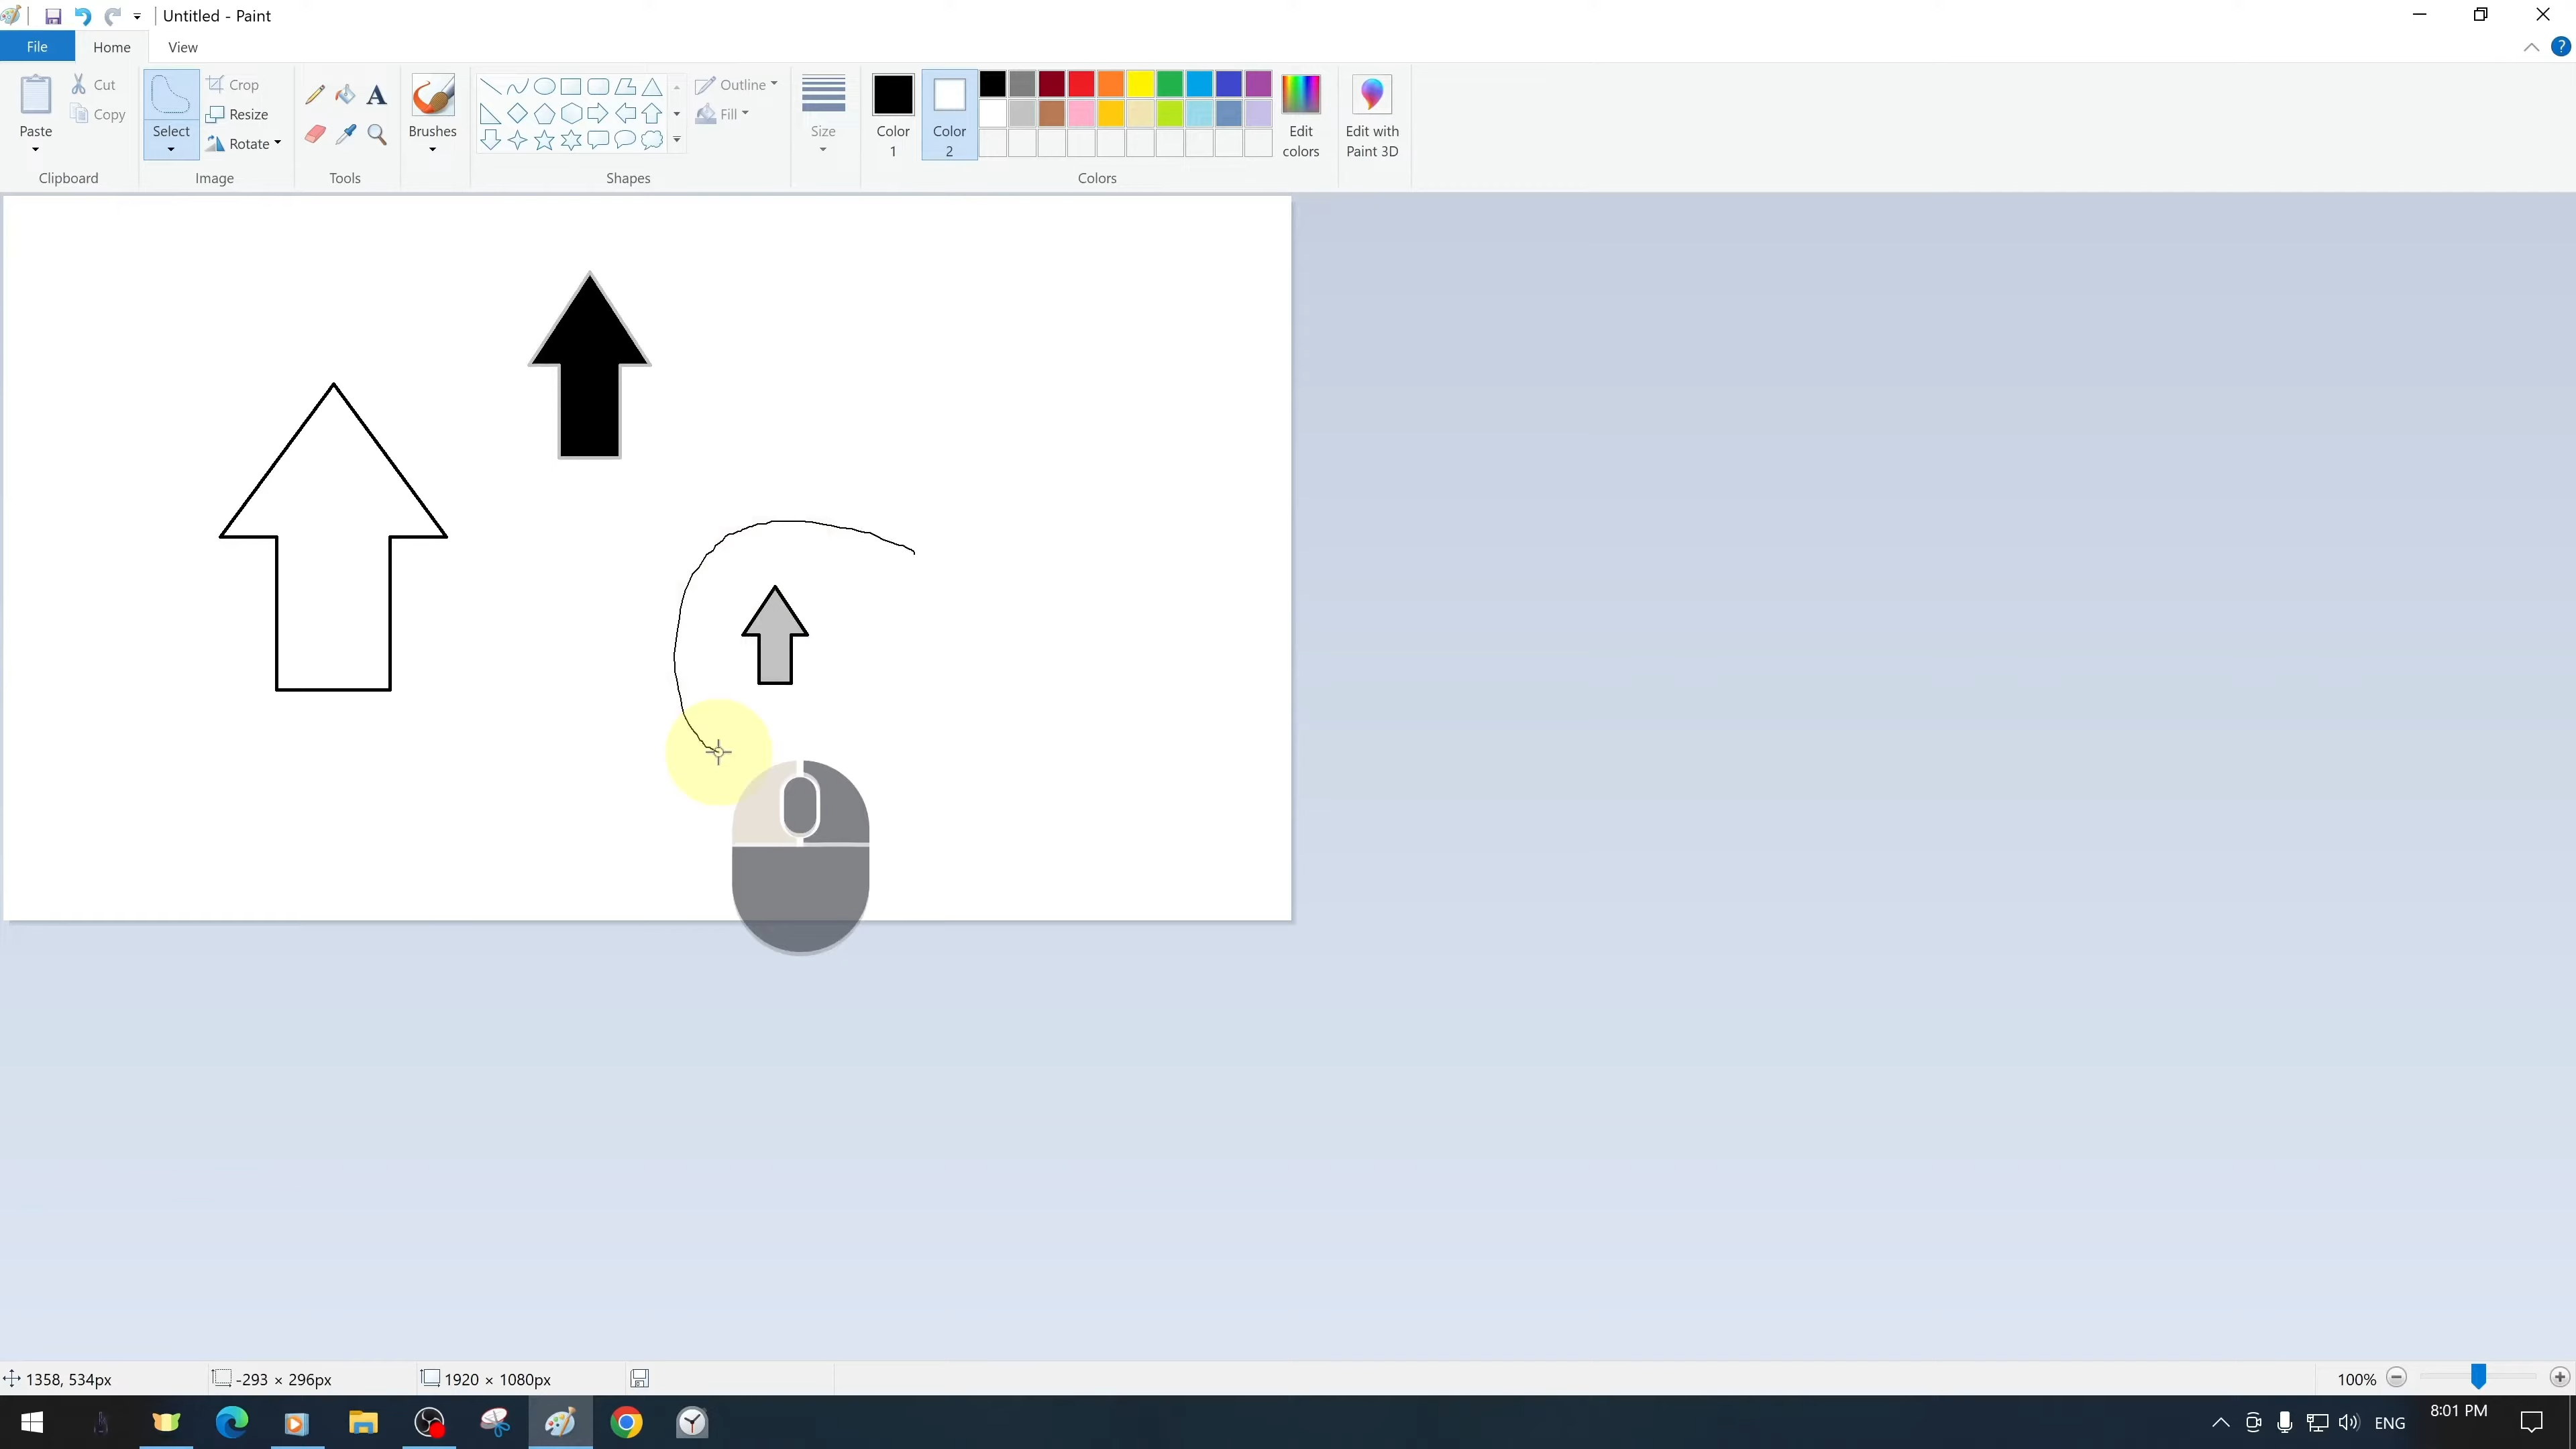 Untitled - Paint
File Home View
Paste Cut Copy
Clipboard
Select Crop Resize Rotate
Image
A
Tools
Brushes
Outline
Fill
Shapes
Size
Color 1
Color 2
Edit colors
Colors
Edit with Paint 3D
?
1358, 534px -293 × 296px 1920 × 1080px 100%
ENG 8:01 PM